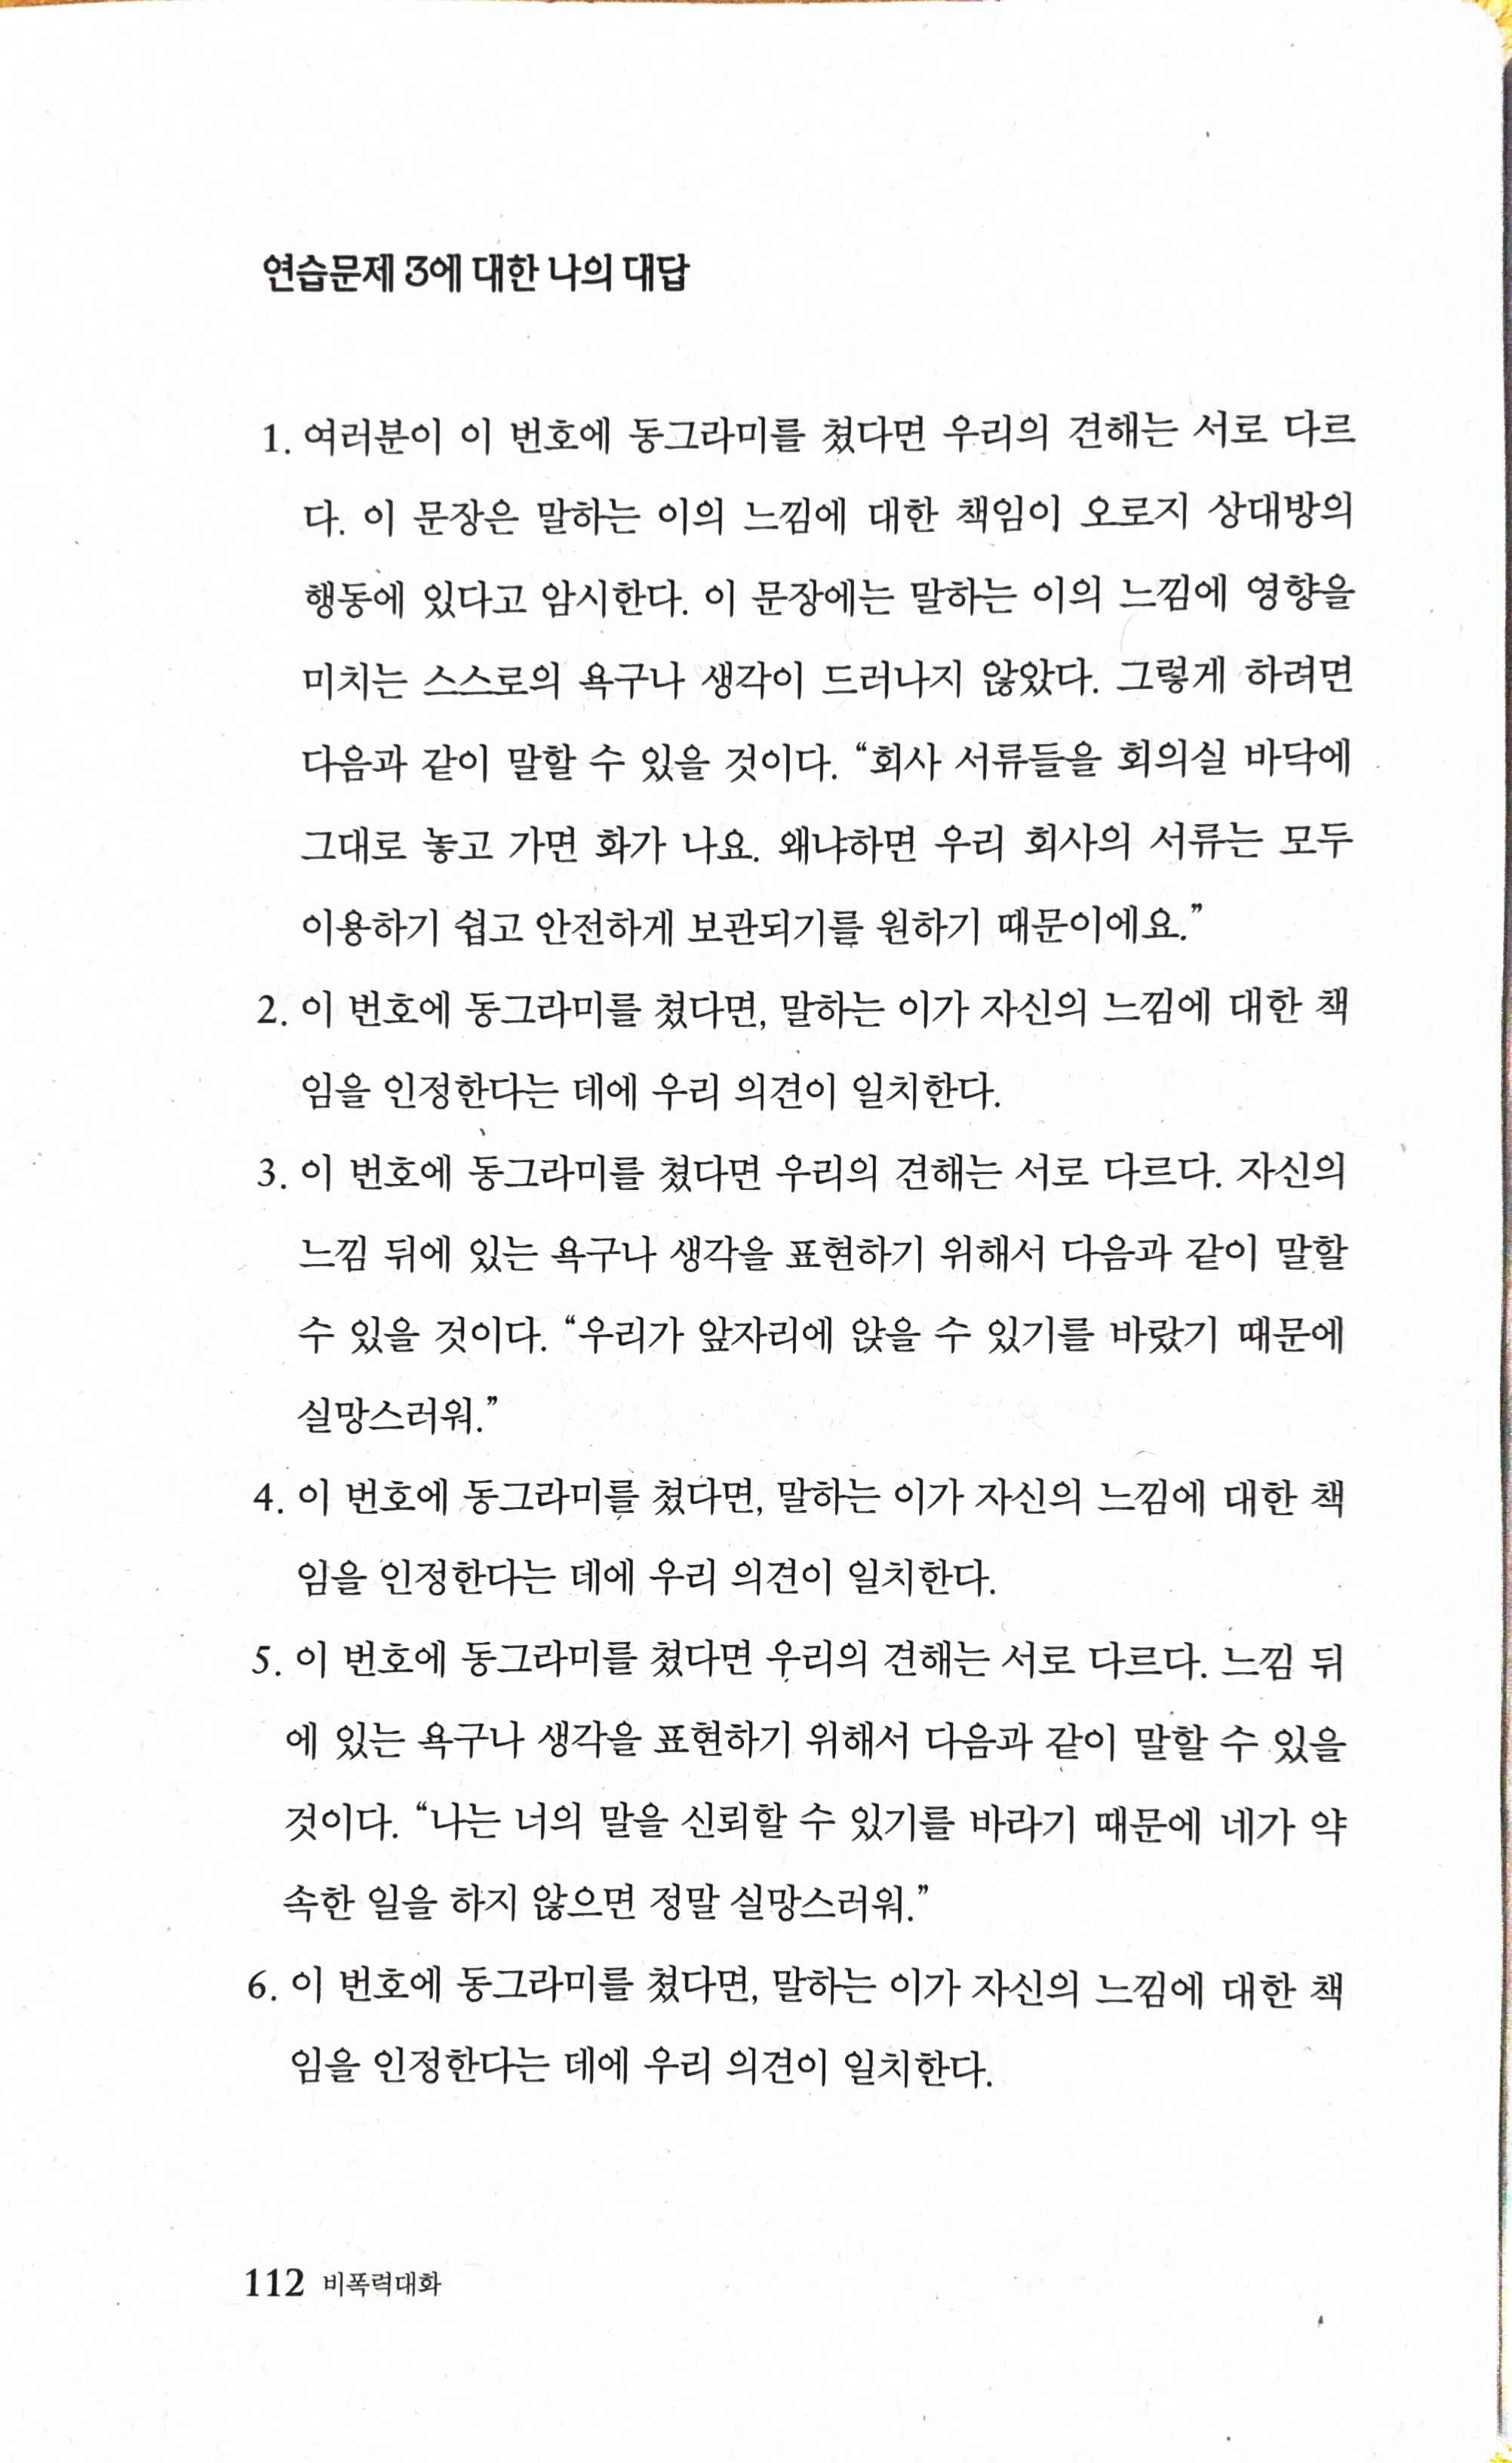 연습문제 3에 대한 나의 대답
1. 여러분이 이 번호에 동그라미를 쳤다면 우리의 견해는 서로 다르
다. 이 문장은 말하는 이의 느낌에 대한 책임이 오로지 상대방의
행동에 있다고 암시한다. 이 문장에는 말하는 이의 느낌에 영향을
미치는 스스로의 욕구나 생각이 드러나지 않았다. 그렇게 하려면
다음과 같이 말할 수 있을 것이다. “회사 서류들을 회의실 바닥에
그대로 놓고 가면 화가 나요. 왜냐하면 우리 회사의 서류는 모두
이용하기 쉽고 안전하게 보관되기를 원하기 때문이에요.”
2. 이 번호에 동그라미를 쳤다면, 말하는 이가 자신의 느낌에 대한 책
임을 인정한다는 데에 우리 의견이 일치한다.
3. 이 번호에 동그라미를 쳤다면 우리의 견해는 서로 다르다. 자신의
느낌 뒤에 있는 욕구나 생각을 표현하기 위해서 다음과 같이 말할
수 있을 것이다. “우리가 앞자리에 앉을 수 있기를 바랐기 때문에
실망스러워.”
4. 이 번호에 동그라미를 쳤다면, 말하는 이가 자신의 느낌에 대한 책
임을 인정한다는 데에 우리 의견이 일치한다.
5. 이 번호에 동그라미를 쳤다면 우리의 견해는 서로 다르다. 느낌 뒤
에 있는 욕구나 생각을 표현하기 위해서 다음과 같이 말할 수 있을
것이다. “나는 너의 말을 신뢰할 수 있기를 바라기 때문에 네가 약
속한 일을 하지 않으면 정말 실망스러워.”
6. 이 번호에 동그라미를 쳤다면, 말하는 이가 자신의 느낌에 대한 책
임을 인정한다는 데에 우리 의견이 일치한다.
112 비폭력대화